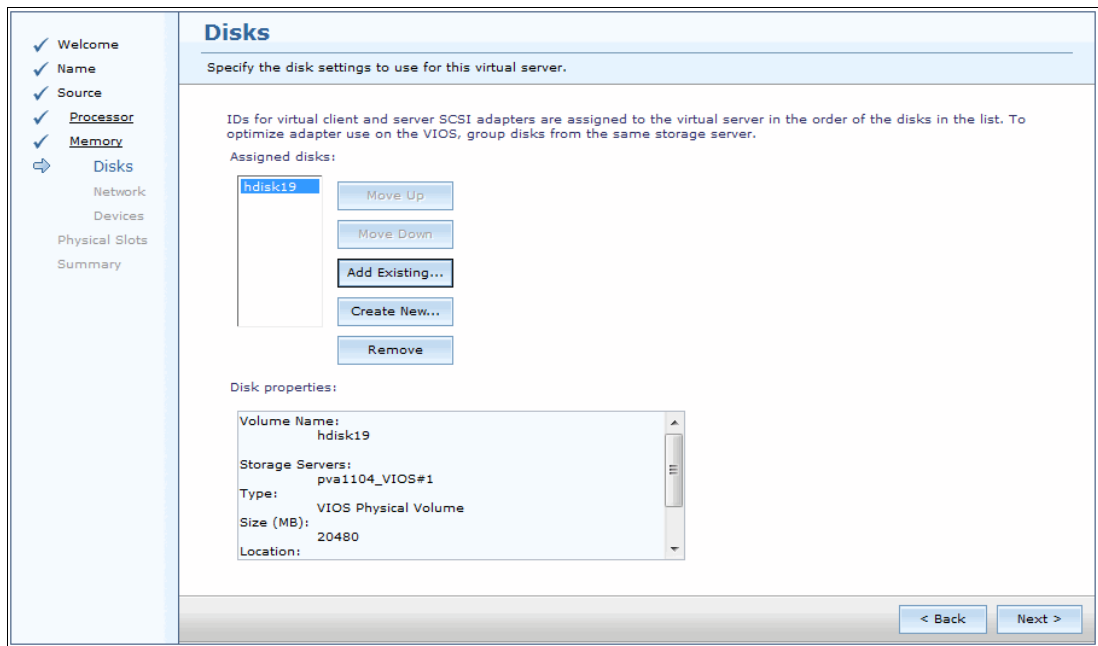 Welcome
Name
Source
Processor
Memory
Disks
Network
Devices
Physical Slots
Summary
Disks
Specify the disk settings to use for this virtual server.
IDs for virtual client and server SCSI adapters are assigned to the virtual server in the order of the disks in the list. To
optimize adapter use on the VIOS, group disks from the same storage server.
Assigned disks:
hdisk19
Move Up
Move Down
Add Existing...
Create New...
Remove
Disk properties:
Volume Name:
hdisk19
Storage Servers:
pva1104_VIOS#1
Type:
VIOS Physical Volume
Size (MB):
20480
Location:
< Back
Next >